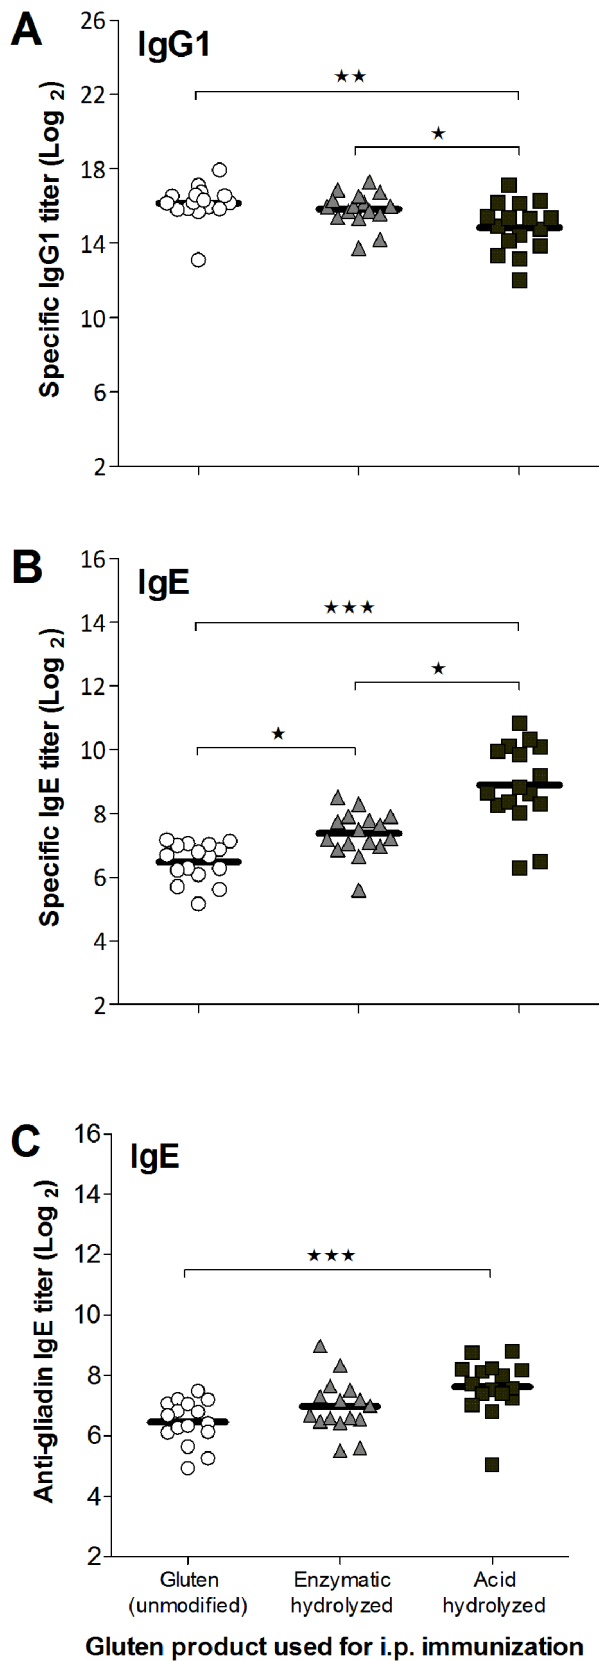 A
IgG1
Specific IgG1 titer (Log 2)
26
22
18
14
10
6
2
★★
★
B
IgE
Specific IgE titer (Log 2)
16
14
12
10
8
6
4
2
★★★
★
★
C
IgE
Anti-gliadin IgE titer (Log 2)
16
14
12
10
8
6
4
2
★★★
Gluten
(unmodified)
Enzymatic
hydrolyzed
Acid
hydrolyzed
Gluten product used for i.p. immunization